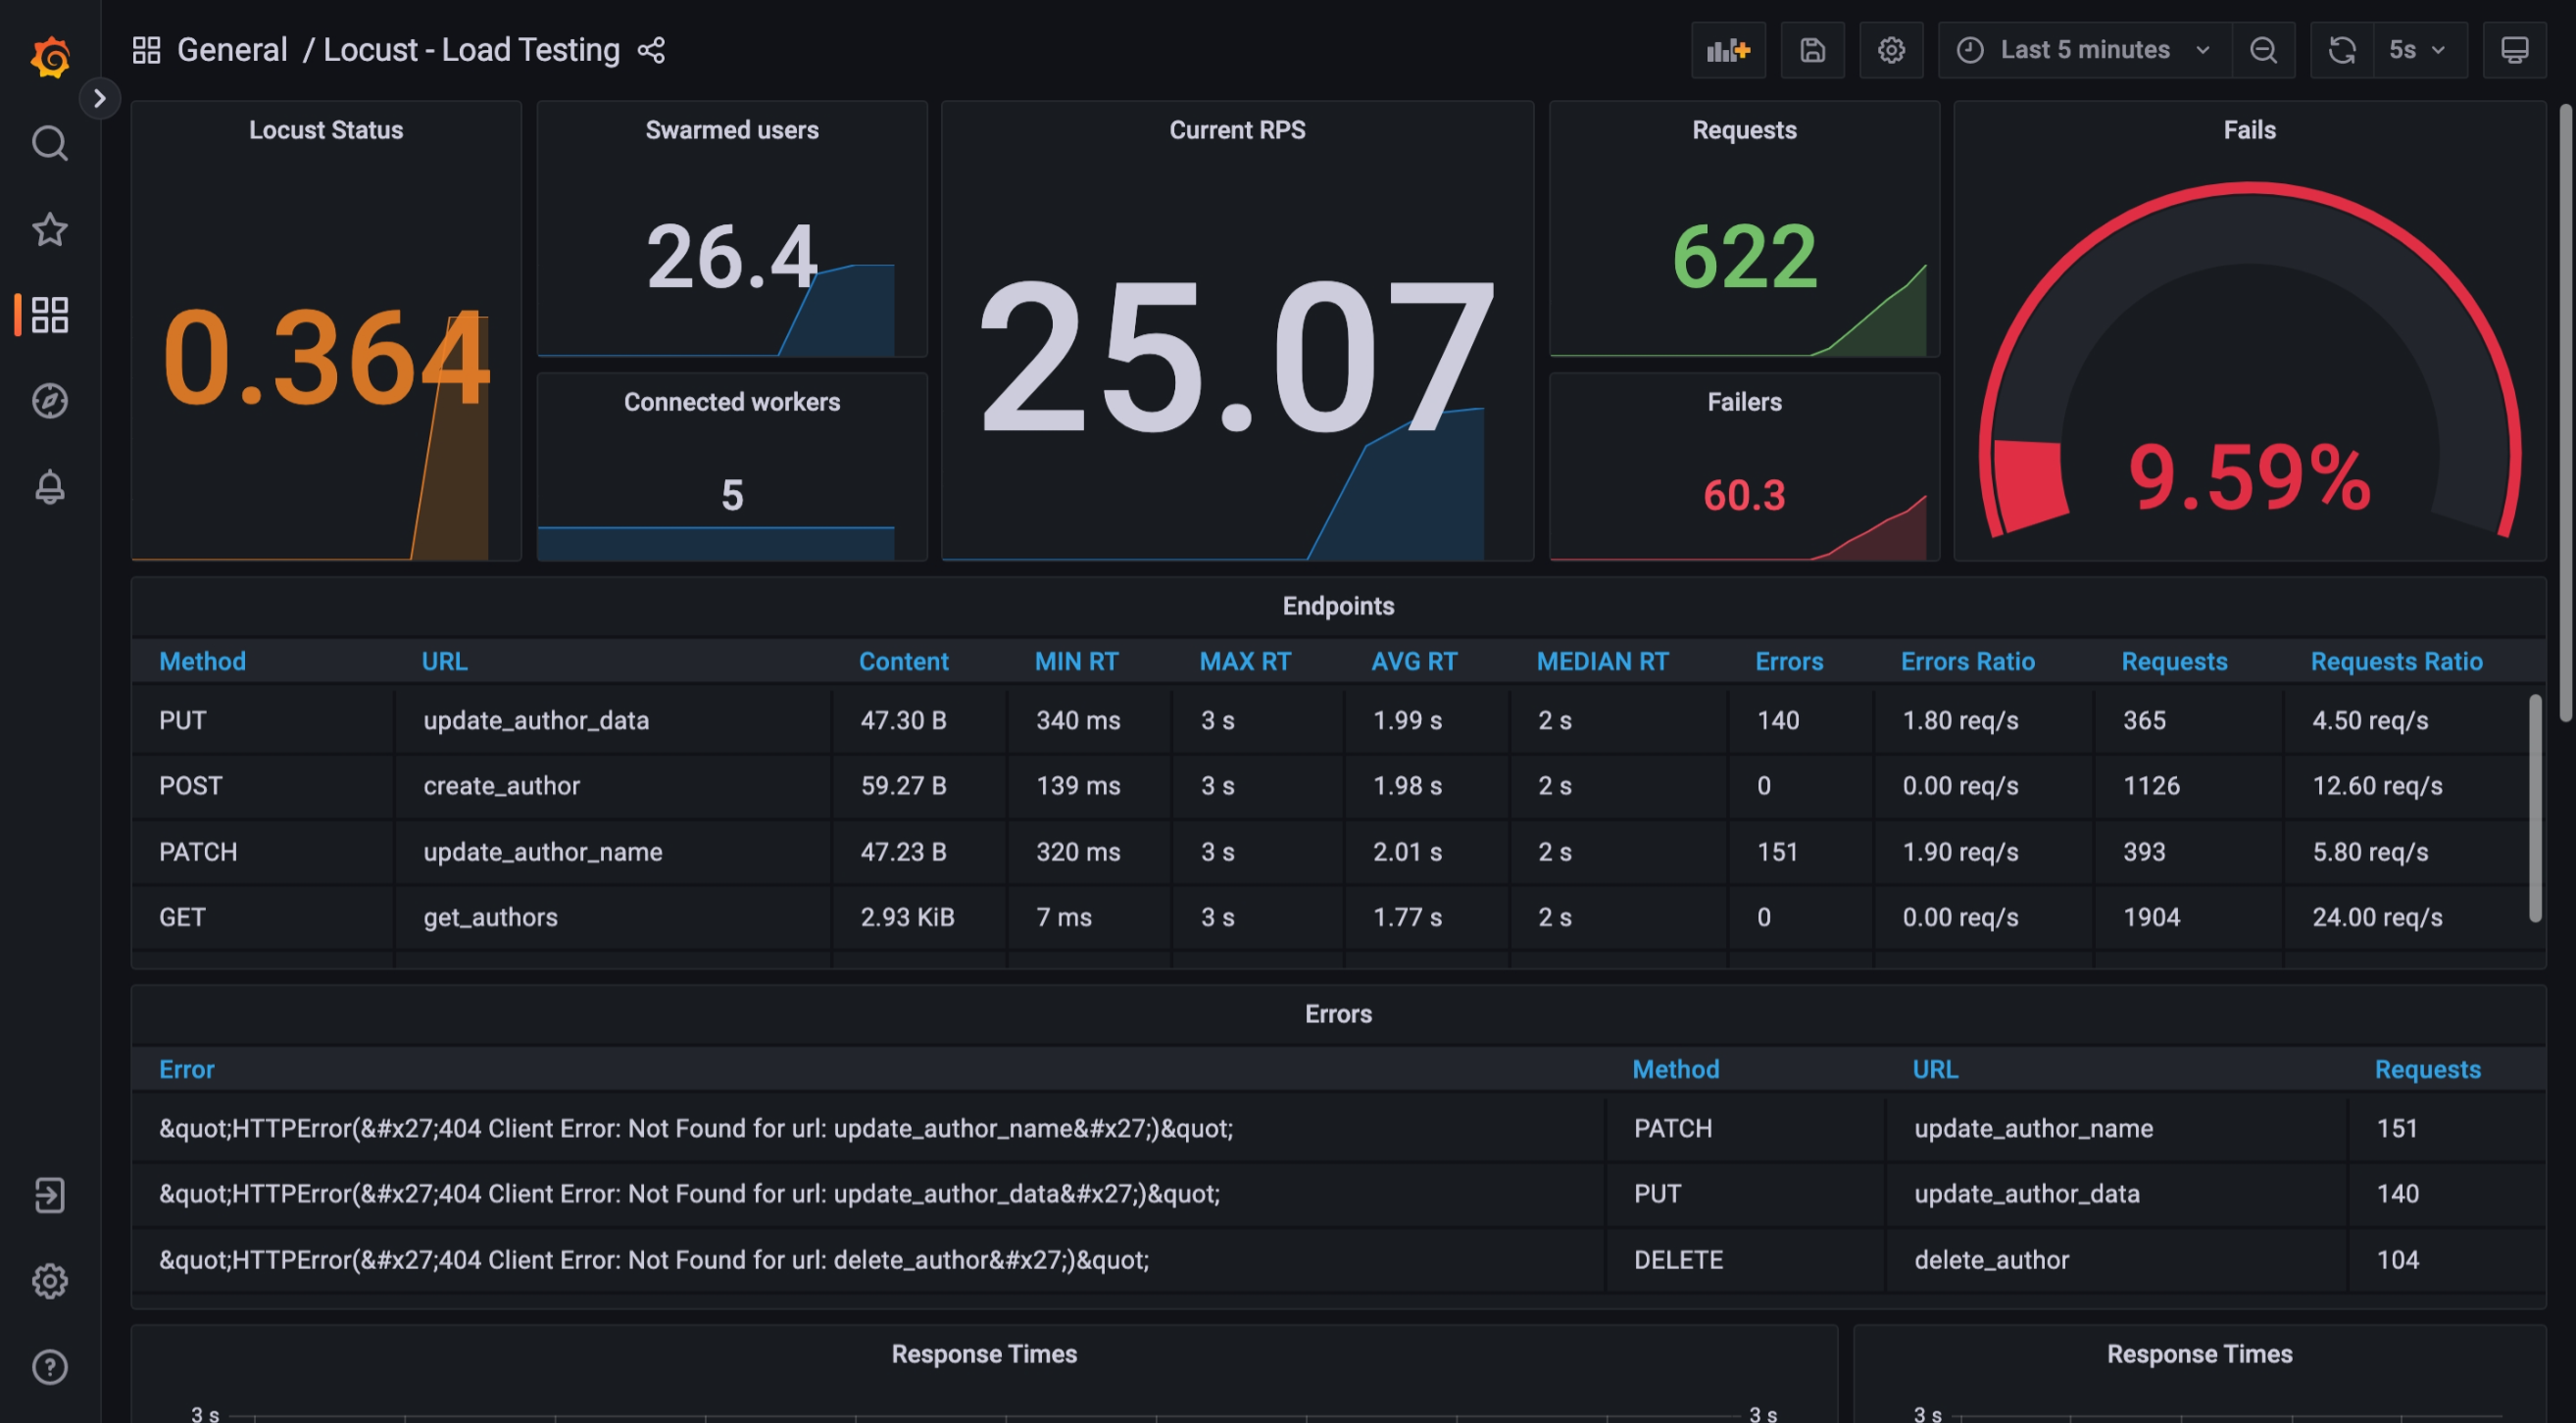 General / Locust - Load Testing
Last 5 minutes
5s
Locust Status
0.364
Swarmed users
26.4
Connected workers
5
Current RPS
25.07
Requests
622
Failers
60.3
Fails
9.59%
Endpoints
Method URL Content MIN RT MAX RT AVG RT MEDIAN RT Errors Errors Ratio Requests Requests Ratio
PUT update_author_data 47.30 B 340 ms 3 s 1.99 s 2 s 140 1.80 req/s 365 4.50 req/s
POST create_author 59.27 B 139 ms 3 s 1.98 s 2 s 0 0.00 req/s 1126 12.60 req/s
PATCH update_author_name 47.23 B 320 ms 3 s 2.01 s 2 s 151 1.90 req/s 393 5.80 req/s
GET get_authors 2.93 KiB 7 ms 3 s 1.77 s 2 s 0 0.00 req/s 1904 24.00 req/s
Errors
Error Method URL Requests
&quot;HTTPError(&#x27;404 Client Error: Not Found for url: update_author_name&#x27;)&quot; PATCH update_author_name 151
&quot;HTTPError(&#x27;404 Client Error: Not Found for url: update_author_data&#x27;)&quot; PUT update_author_data 140
&quot;HTTPError(&#x27;404 Client Error: Not Found for url: delete_author&#x27;)&quot; DELETE delete_author 104
Response Times
3 s 3 s
Response Times
3 s